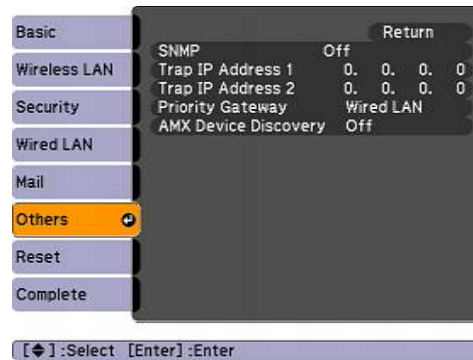 Basic
Wireless LAN
Security
Wired LAN
Mail
Others
Reset
Complete
Return
SNMP Off
Trap IP Address 1 0. 0. 0. 0
Trap IP Address 2 0. 0. 0. 0
Priority Gateway Wired LAN
AMX Device Discovery Off
[◆] :Select [Enter] :Enter